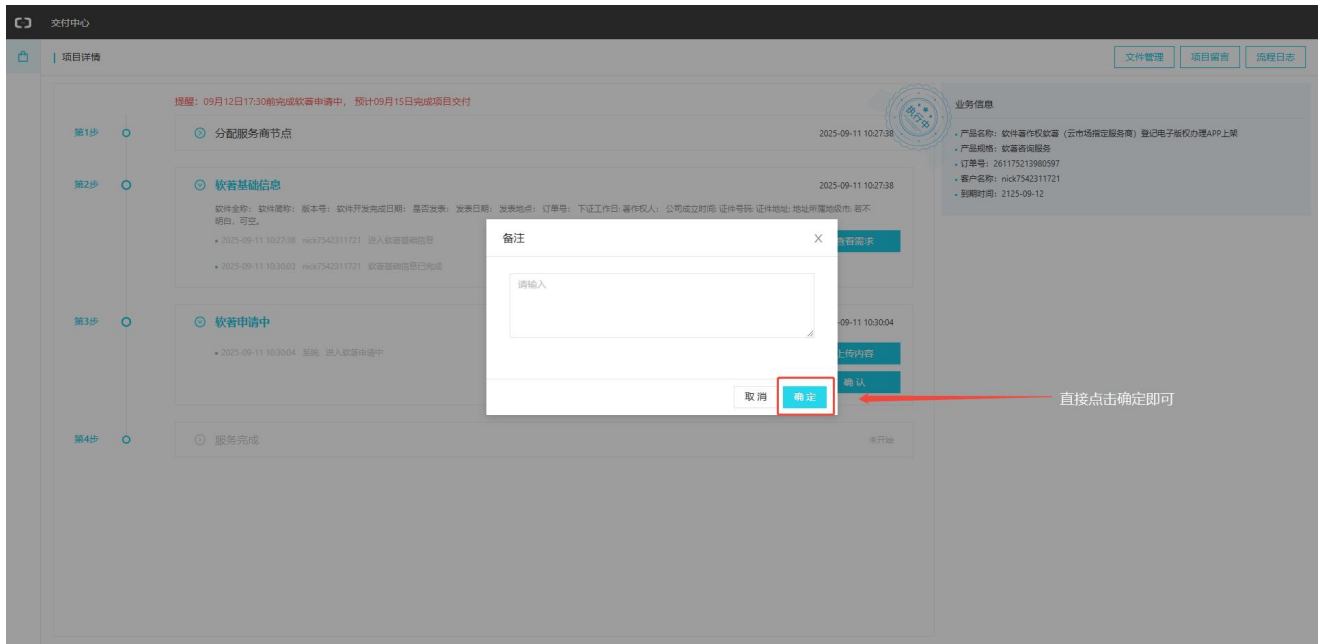 交付中心
项目详情
文件管理
项目留言
流程日志
提醒：09月12日17:30前完成软著申请中， 预计09月15日完成项目交付
执行中
业务信息
产品名称：软件著作权软著（云市场指定服务商）登记电子版权办理APP上架
产品规格：软著咨询服务
订单号：261175213980597
客户名称：nick7542311721
到期时间：2125-09-12
第1步
分配服务商节点
2025-09-11 10:27:38
第2步
软著基础信息
2025-09-11 10:27:38
软件全称： 软件简称： 版本号： 软件开发完成日期： 是否发表： 发表日期： 发表地点： 订单号： 下证工作日: 著作权人： 公司成立时间: 证件号码: 证件地址: 地址所属地级市: 若不
明白，可空。
2025-09-11 10:27:38 nick7542311721 进入软著基础信息
2025-09-11 10:30:03 nick7542311721 软著基础信息已完成
查看需求
备注
X
请输入
取消
确定
直接点击确定即可
第3步
软著申请中
-09-11 10:30:04
2025-09-11 10:30:04 系统 进入软著申请中
上传内容
确认
第4步
服务完成
未开始